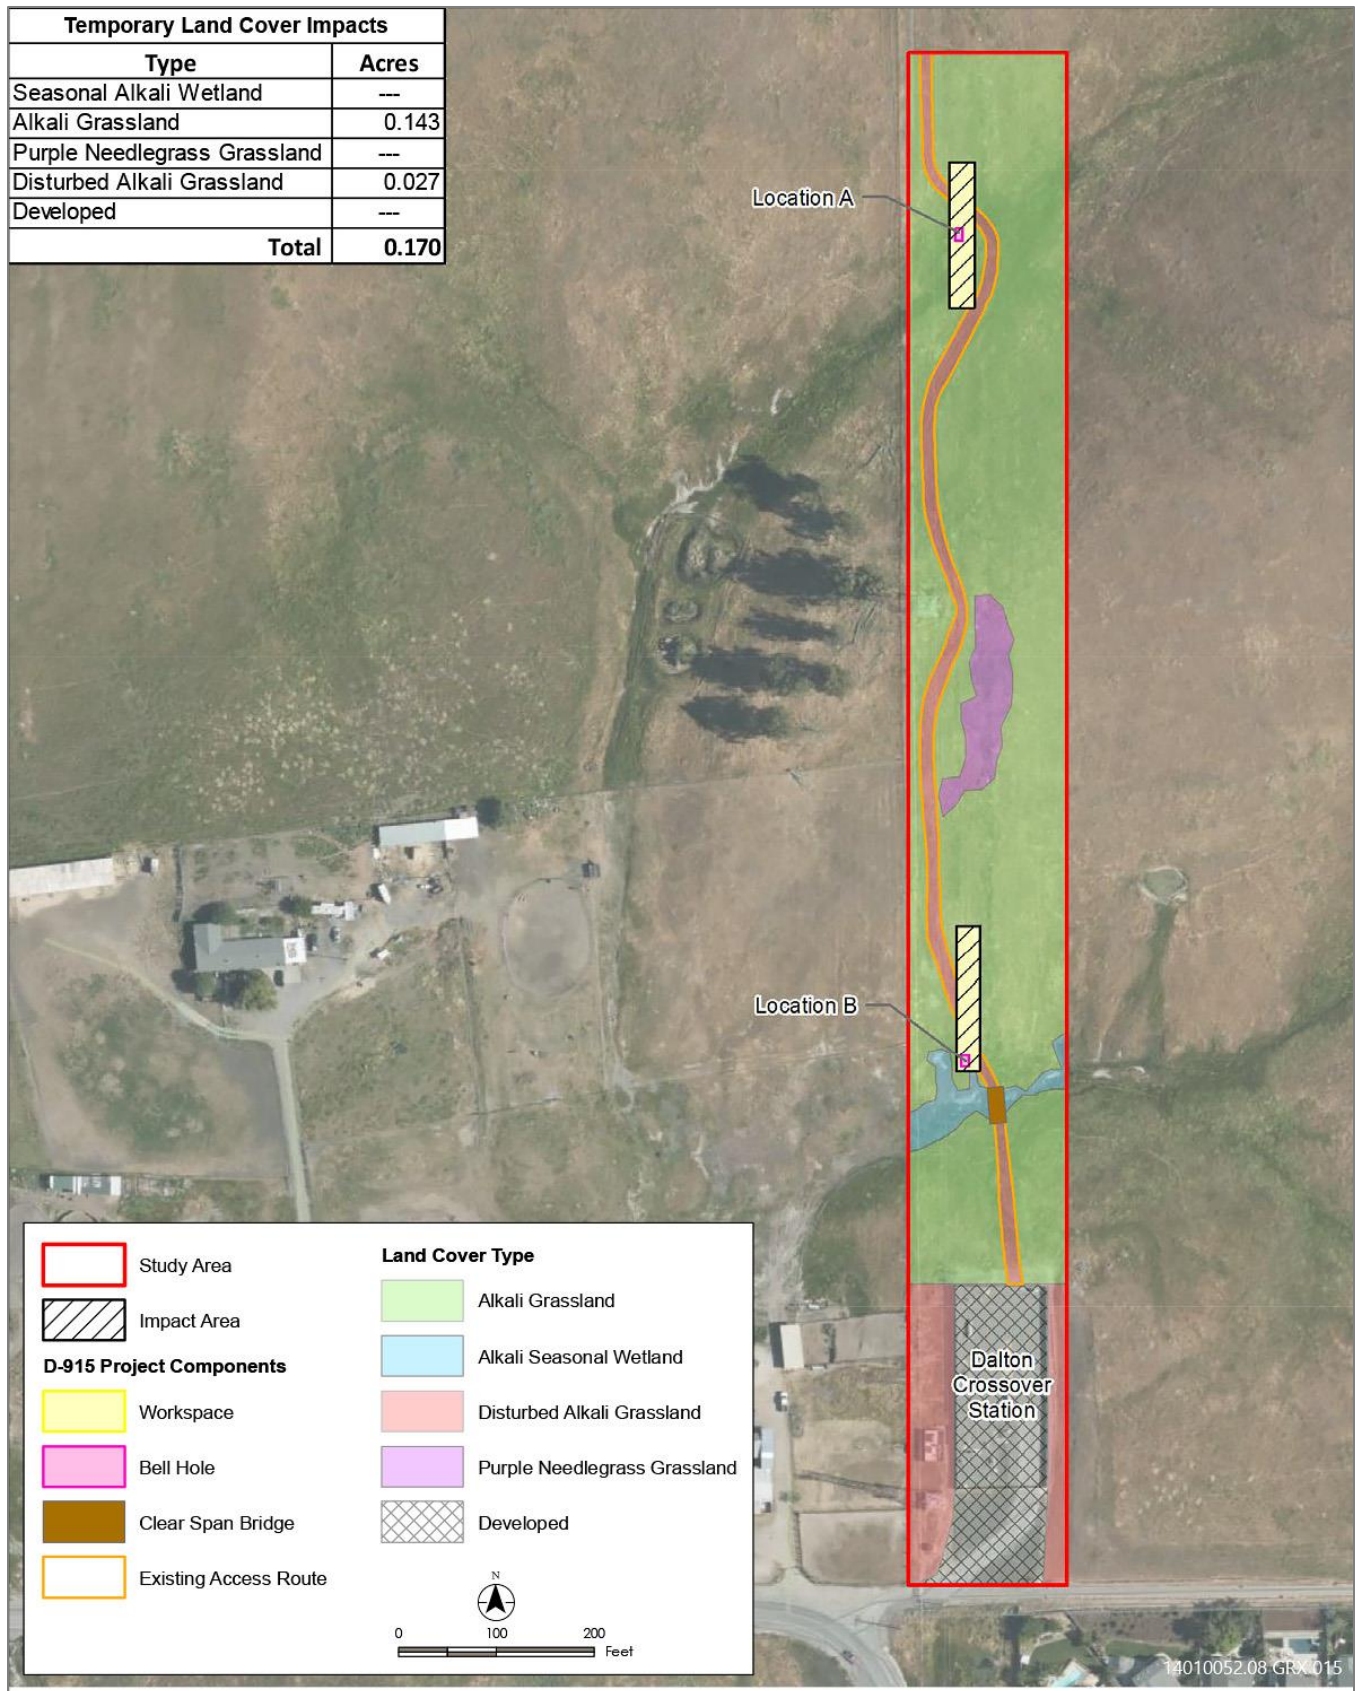 Temporary Land Cover Impacts
Type Acres
Seasonal Alkali Wetland ---
Alkali Grassland 0.143
Purple Needlegrass Grassland ---
Disturbed Alkali Grassland 0.027
Developed ---
Total 0.170
Location A
Location B
Dalton
Crossover
Station
Study Area
Impact Area
D-915 Project Components
Workspace
Bell Hole
Clear Span Bridge
Existing Access Route
Land Cover Type
Alkali Grassland
Alkali Seasonal Wetland
Disturbed Alkali Grassland
Purple Needlegrass Grassland
Developed
N
0 100 200
Feet
14010052.08 GRX 015